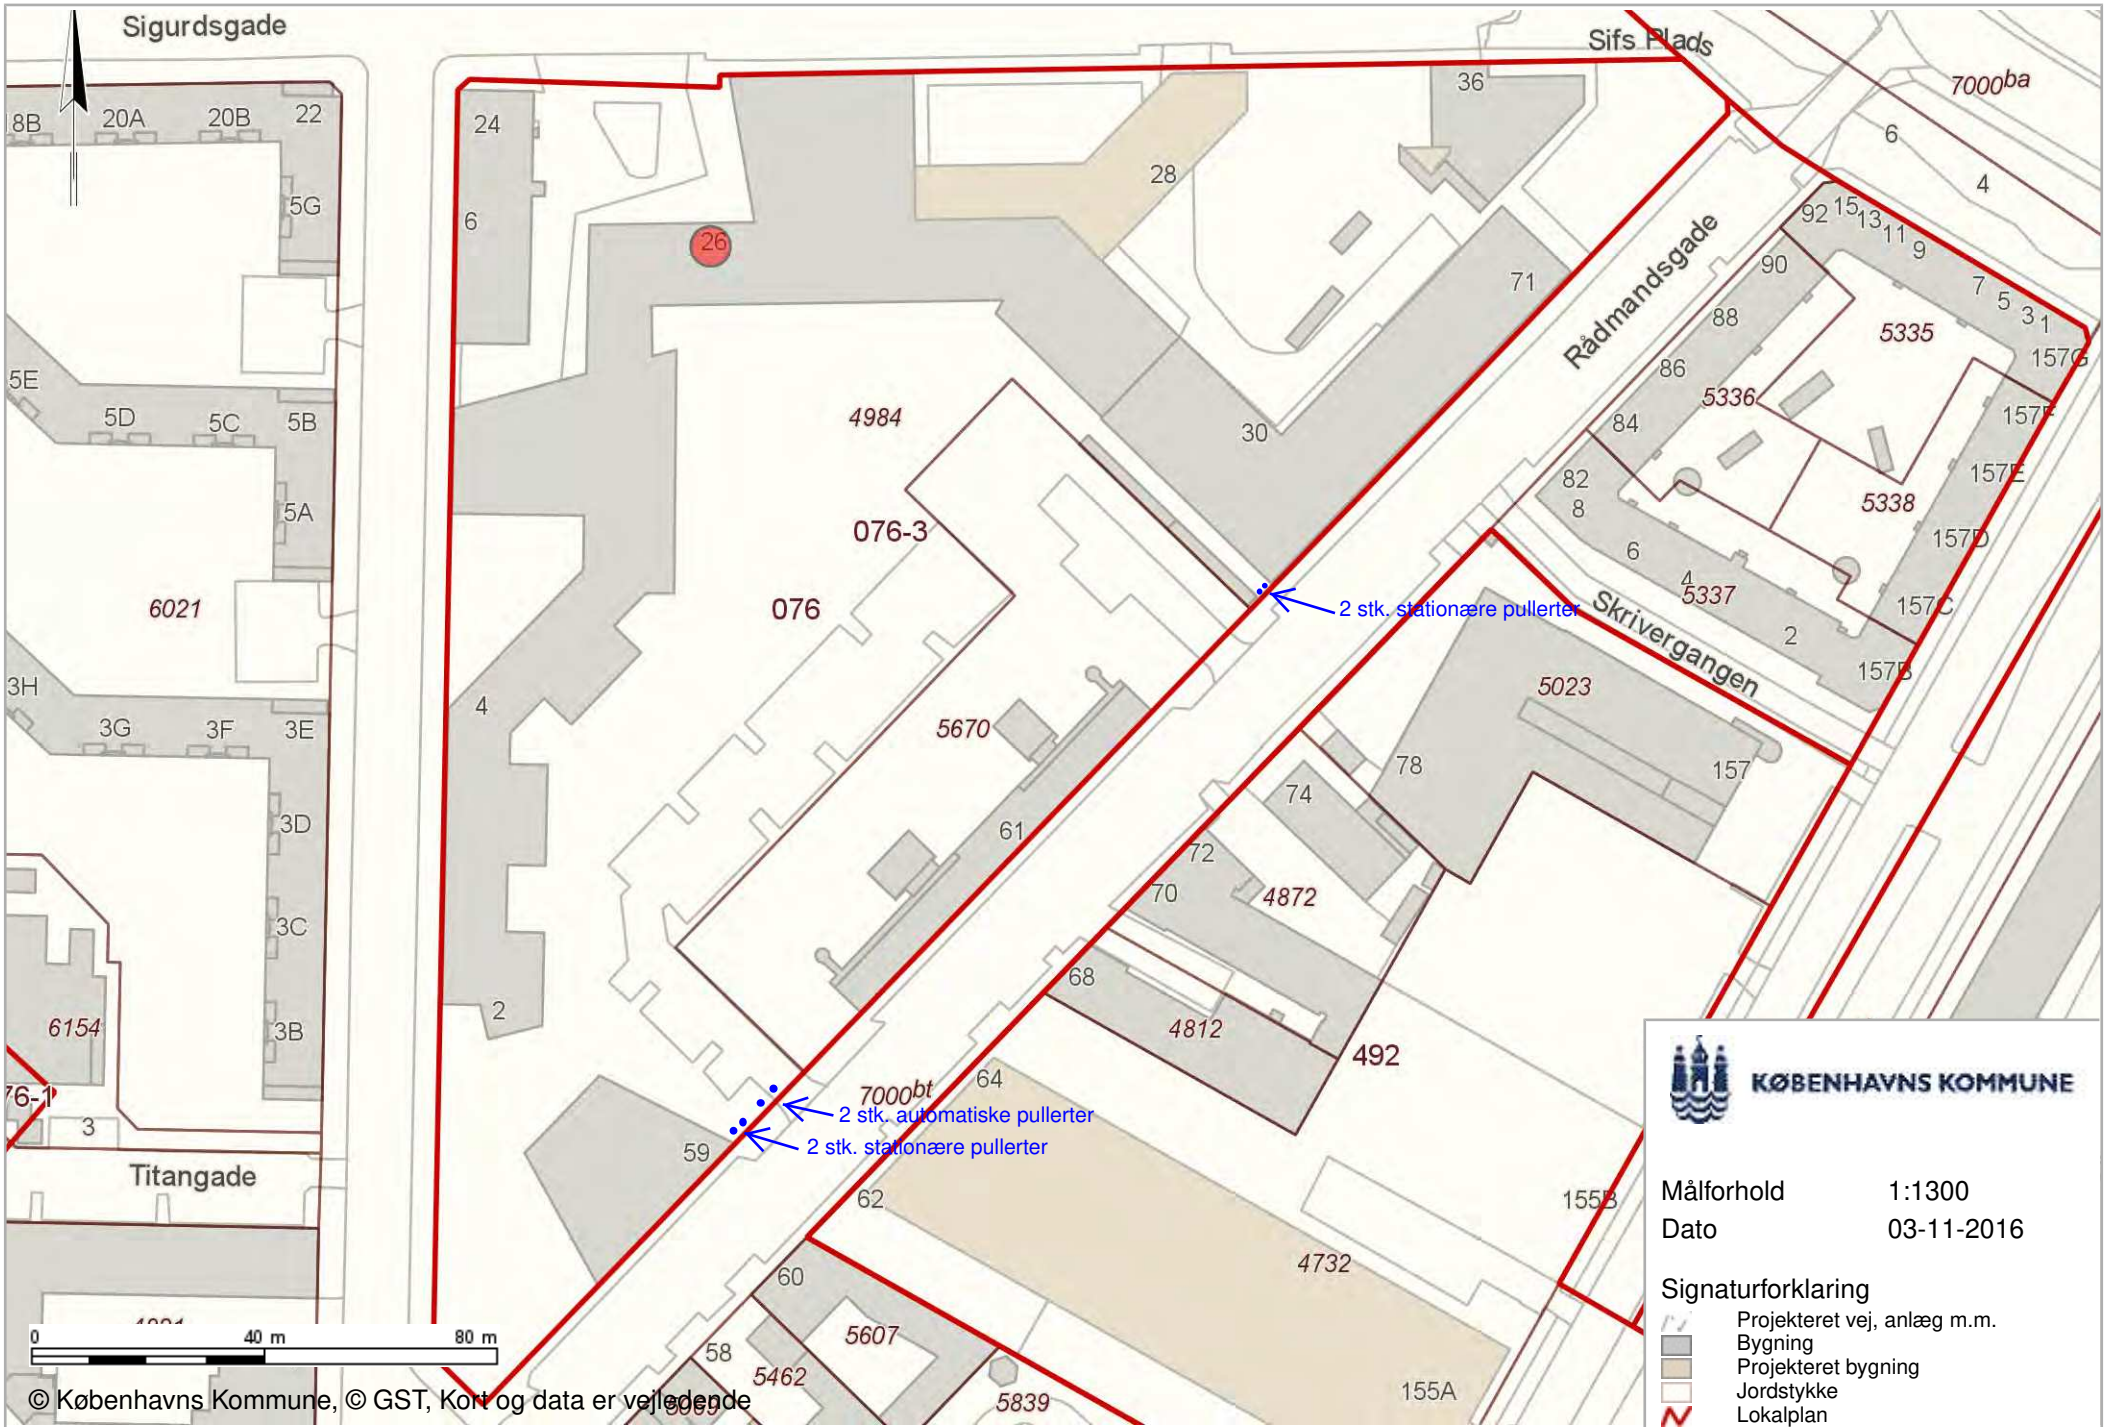 Sigurdsgade
Sifs Plads
7000ba
8B
20A
20B
22
24
36
6
28
6
4
5G
26
92
15
13
11
9
7
5
3
1
90
71
Rådmandsgade
88
5335
157G
5E
5D
5C
5B
86
5336
157F
4984
30
84
5A
82
8
157E
5338
076-3
157D
6
4
5337
157C
6021
076
2 stk. stationære pullerter
Skrivergangen
2
157B
3H
4
5023
3G
3F
3E
5670
78
157
74
3D
61
72
70
4872
3C
68
2
3B
6154
4812
492
KØBENHAVNS KOMMUNE
76-1
3
7000bt
64
2 stk. automatiske pullerter
59
2 stk. stationære pullerter
Titangade
62
155B
Målforhold 1:1300
Dato 03-11-2016
4732
60
Signaturforklaring
Projekteret vej, anlæg m.m.
Bygning
Projekteret bygning
Jordstykke
Lokalplan
0 40 m 80 m
5607
58
5462
155A
5839
© Københavns Kommune, © GST, Kort og data er vejledende